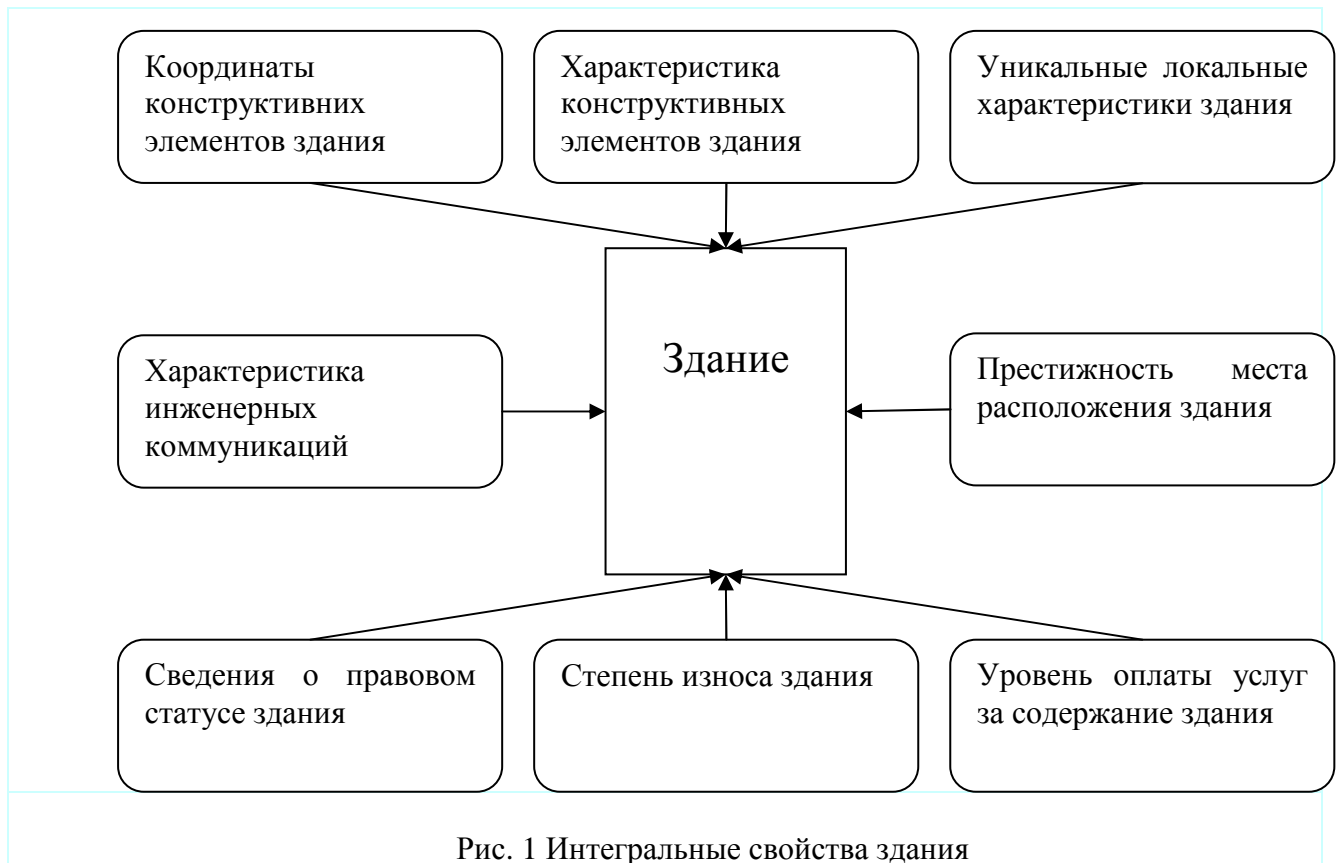 Координаты
конструктивних
элементов здания
Характеристика
конструктивных
элементов здания
Уникальные локальные
характеристики здания
Здание
Характеристика
инженерных
коммуникаций
Престижность места
расположения здания
Сведения о правовом
статусе здания
Степень износа здания
Уровень оплаты услуг
за содержание здания
Рис. 1 Интегральные свойства здания